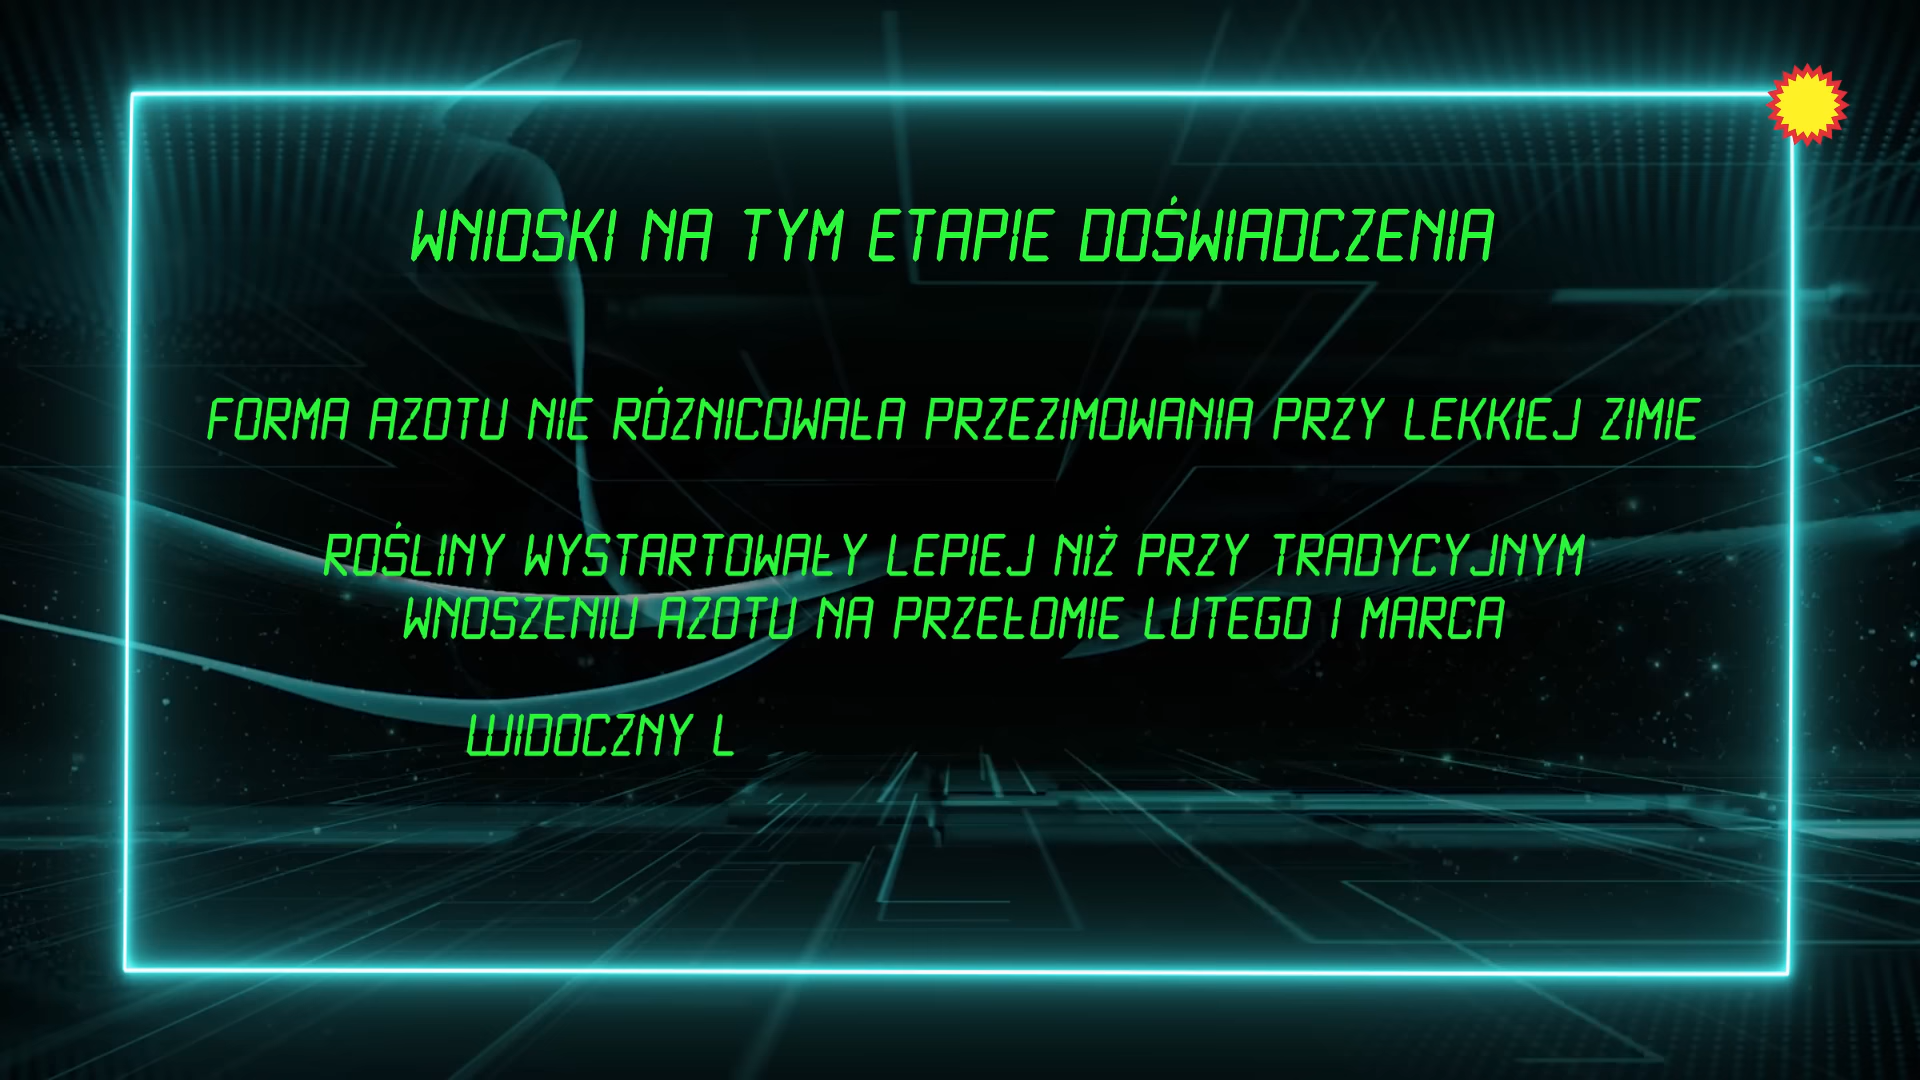 WNIOSKI NA TYM ETAPIE DOŚWIADCZENIA
FORMA AZOTU NIE RÓZNICOWAŁA PRZEZIMOWANIA PRZY LEKKIEJ ZIMIE
ROŚLINY WYSTARTOWAŁY LEPIEJ NIŻ PRZY TRADYCYJNYM
WNOSZENIU AZOTU NA PRZEŁOMIE LUTEGO I MARCA
WIDOCZNY L